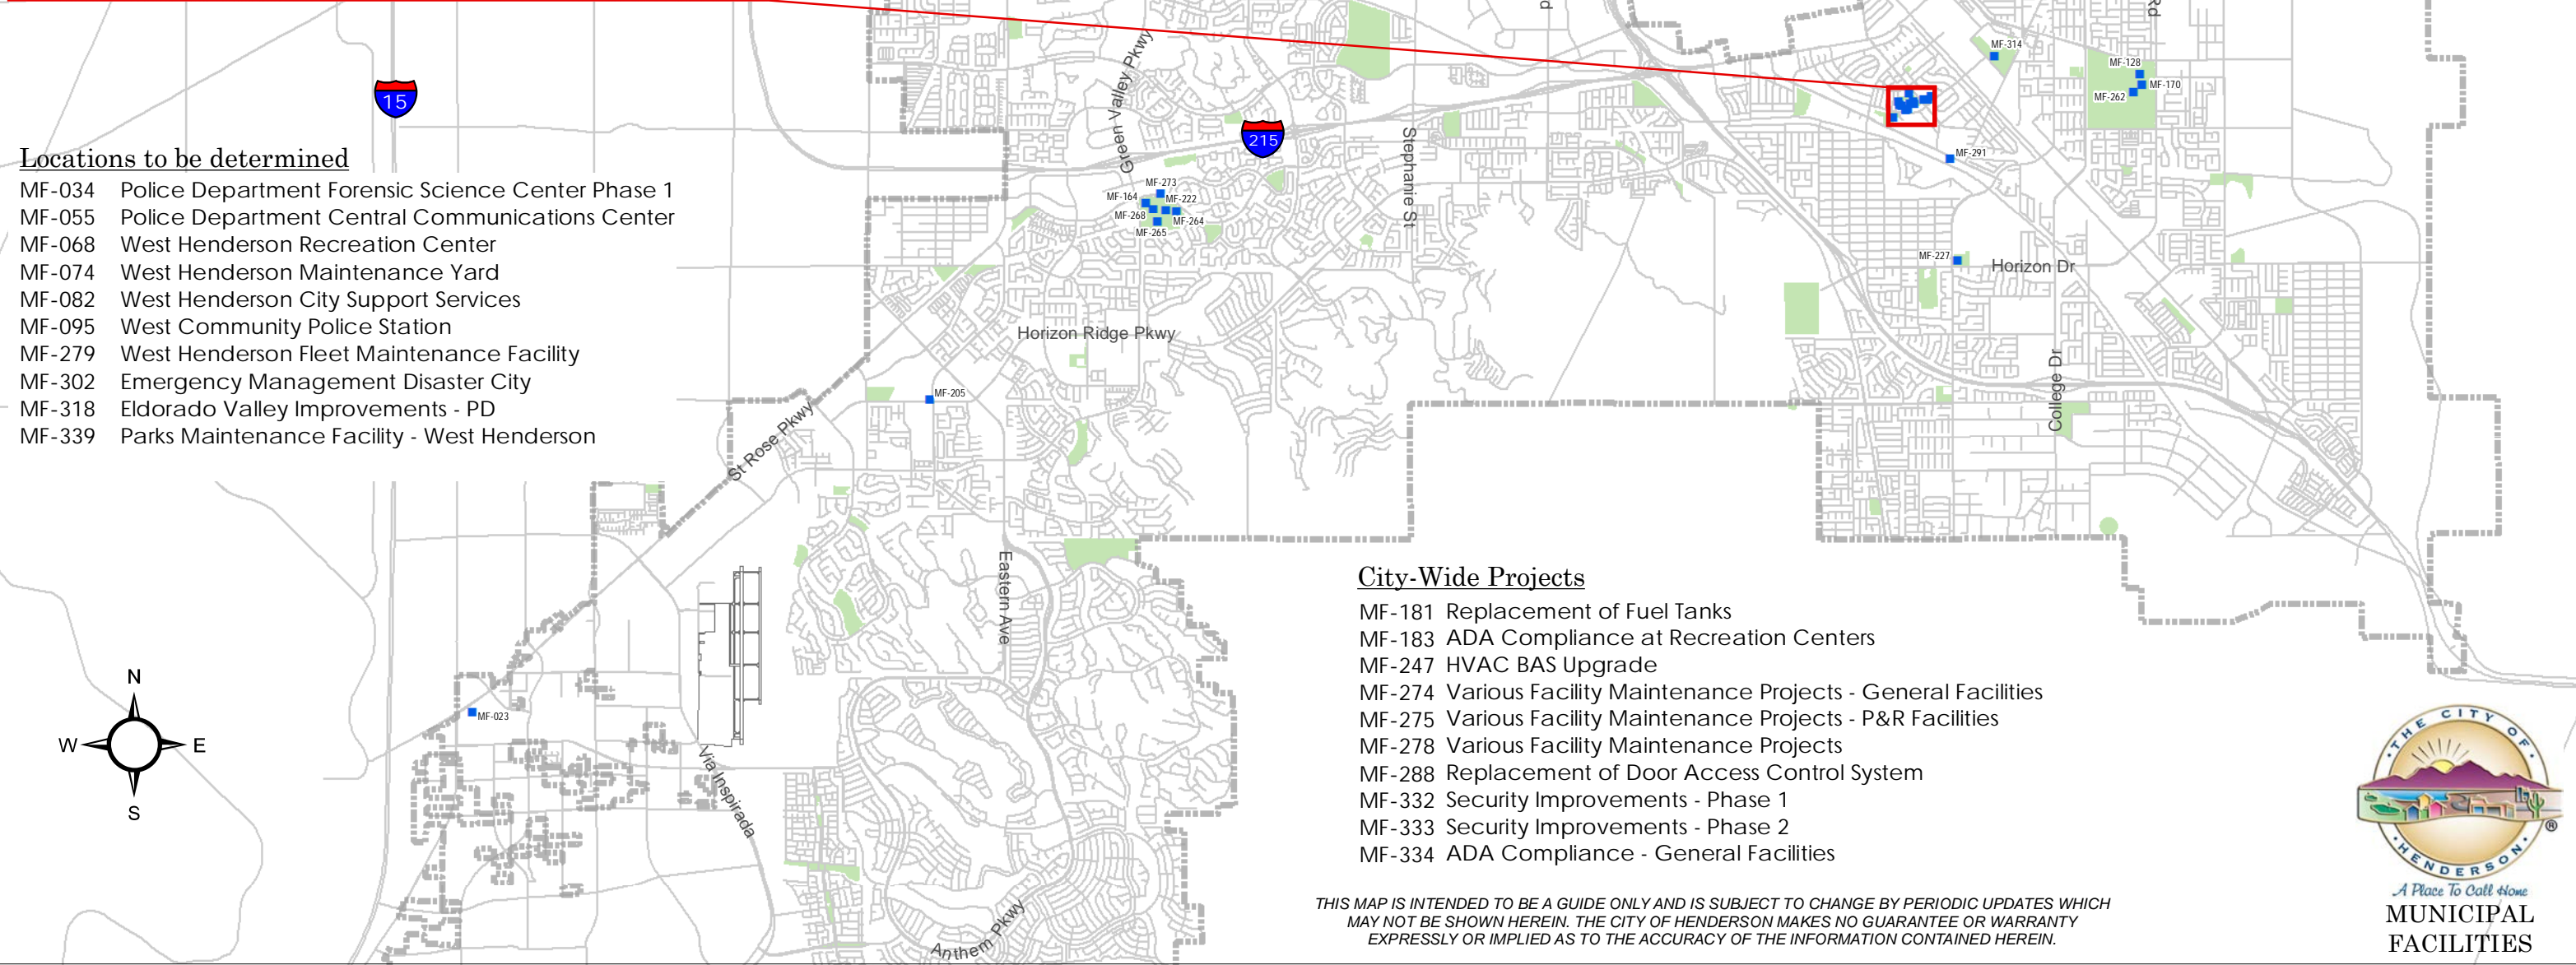 MF-314
MF-128
MF-170
MF-262
15
Green Valley Pkwy
215
Stephanie St
MF-291
Locations to be determined
MF-034 Police Department Forensic Science Center Phase 1
MF-055 Police Department Central Communications Center
MF-068 West Henderson Recreation Center
MF-074 West Henderson Maintenance Yard
MF-082 West Henderson City Support Services
MF-095 West Community Police Station
MF-279 West Henderson Fleet Maintenance Facility
MF-302 Emergency Management Disaster City
MF-318 Eldorado Valley Improvements - PD
MF-339 Parks Maintenance Facility - West Henderson
MF-273
MF-164
MF-222
MF-268
MF-264
MF-265
MF-227
Horizon Dr
Horizon Ridge Pkwy
College Dr
MF-205
St Rose Pkwy
Eastern Ave
City-Wide Projects
MF-181 Replacement of Fuel Tanks
MF-183 ADA Compliance at Recreation Centers
MF-247 HVAC BAS Upgrade
MF-274 Various Facility Maintenance Projects - General Facilities
MF-275 Various Facility Maintenance Projects - P&R Facilities
MF-278 Various Facility Maintenance Projects
MF-288 Replacement of Door Access Control System
MF-332 Security Improvements - Phase 1
MF-333 Security Improvements - Phase 2
MF-334 ADA Compliance - General Facilities
N
W E
S
MF-023
Via Inspirada
Anthem Pkwy
THIS MAP IS INTENDED TO BE A GUIDE ONLY AND IS SUBJECT TO CHANGE BY PERIODIC UPDATES WHICH
MAY NOT BE SHOWN HEREIN. THE CITY OF HENDERSON MAKES NO GUARANTEE OR WARRANTY
EXPRESSLY OR IMPLIED AS TO THE ACCURACY OF THE INFORMATION CONTAINED HEREIN.
THE CITY OF
HENDERSON
®
A Place To Call Home
MUNICIPAL
FACILITIES